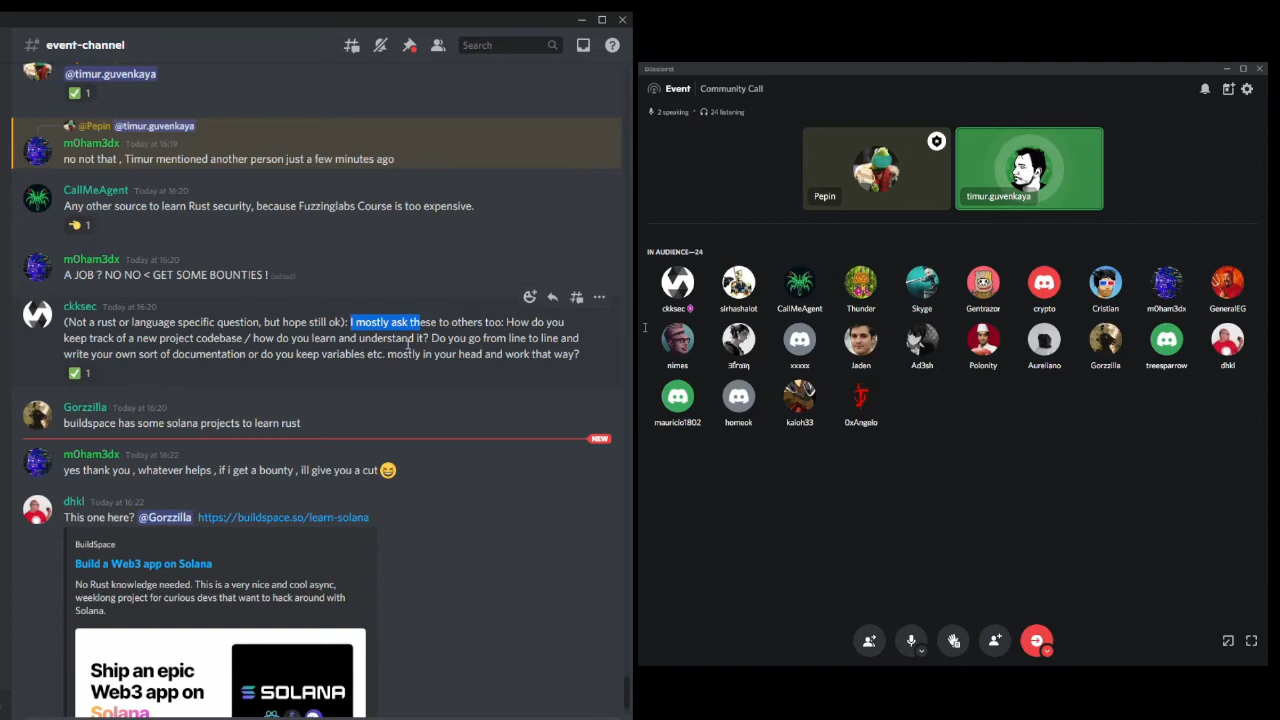 event-channel
Search
@timur.guvenkaya
1
@Pepin @timur.guvenkaya
m0ham3dx Today at 16:19
no not that , Timur mentioned another person just a few minutes ago
CallMeAgent Today at 16:20
Any other source to learn Rust security, because Fuzzinglabs Course is too expensive.
1
m0ham3dx Today at 16:20
A JOB ? NO NO < GET SOME BOUNTIES ! (edited)
ckksec Today at 16:20
(Not a rust or language specific question, but hope still ok): I mostly ask these to others too: How do you
keep track of a new project codebase / how do you learn and understand it? Do you go from line to line and
write your own sort of documentation or do you keep variables etc. mostly in your head and work that way?
1
Gorzzilla Today at 16:20
buildspace has some solana projects to learn rust
NEW
m0ham3dx Today at 16:22
yes thank you , whatever helps , if i get a bounty , ill give you a cut
dhkl Today at 16:22
This one here? @Gorzzilla https://buildspace.so/learn-solana
BuildSpace
Build a Web3 app on Solana
No Rust knowledge needed. This is a very nice and cool async,
weeklong project for curious devs that want to hack around with
Solana.
Ship an epic
Web3 app on
Solana
SOLANA
Discord
Event Community Call
2 speaking · 24 listening
Pepin
timur.guvenkaya
IN AUDIENCE—24
ckksec sirhashalot CallMeAgent Thunder Skyge Gentrazor crypto Cristian m0ham3dx GeneralEG
nimes xxxxx Jaden Ad3sh Polonity Aureliano Gorzzilla treesparrow dhkl
mauricio1802 homeok kaioh33 0xAngelo